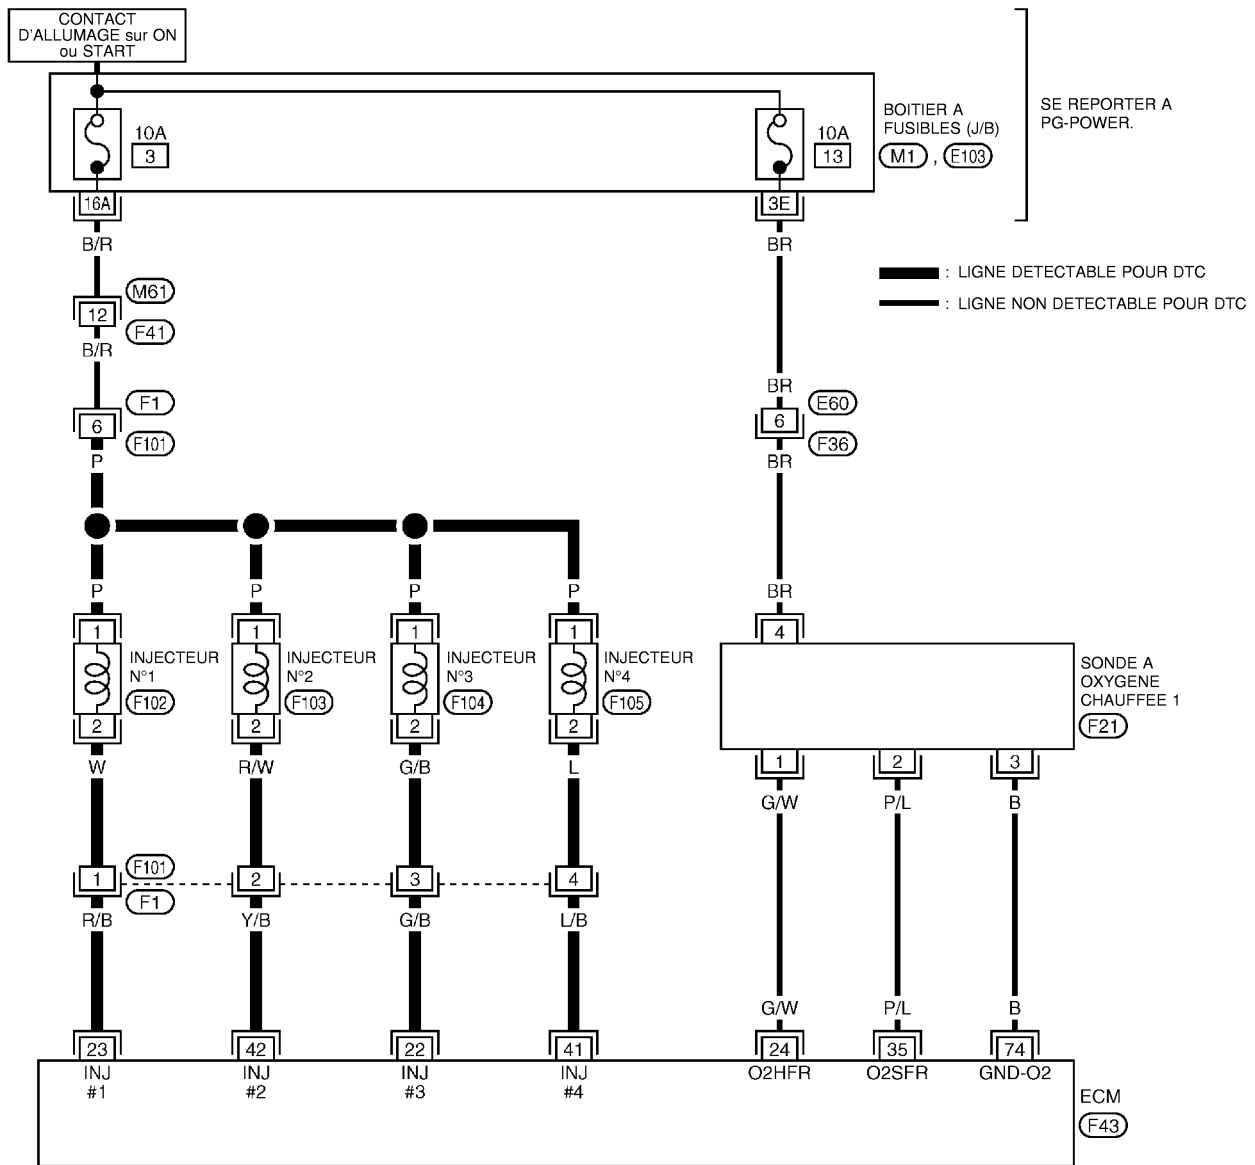 CONTACT
D'ALLUMAGE sur ON
ou START
10A
3
10A
13
BOITIER A
FUSIBLES (J/B)
M1 , E103
SE REPORTER A
PG-POWER.
16A
3E
B/R
BR
: LIGNE DETECTABLE POUR DTC
: LIGNE NON DETECTABLE POUR DTC
M61
12
F41
B/R
BR
F1
E60
6
6
F101
F36
P
BR
P
P
P
P
BR
1
1
1
1
4
INJECTEUR
N°1
F102
INJECTEUR
N°2
F103
INJECTEUR
N°3
F104
INJECTEUR
N°4
F105
SONDE A
OXYGENE
CHAUFFEE 1
F21
2
2
2
2
1
2
3
W
R/W
G/B
L
G/W
P/L
B
F101
1
2
3
4
F1
R/B
Y/B
G/B
L/B
G/W
P/L
B
23
42
22
41
24
35
74
INJ
#1
INJ
#2
INJ
#3
INJ
#4
O2HFR
O2SFR
GND-O2
ECM
F43